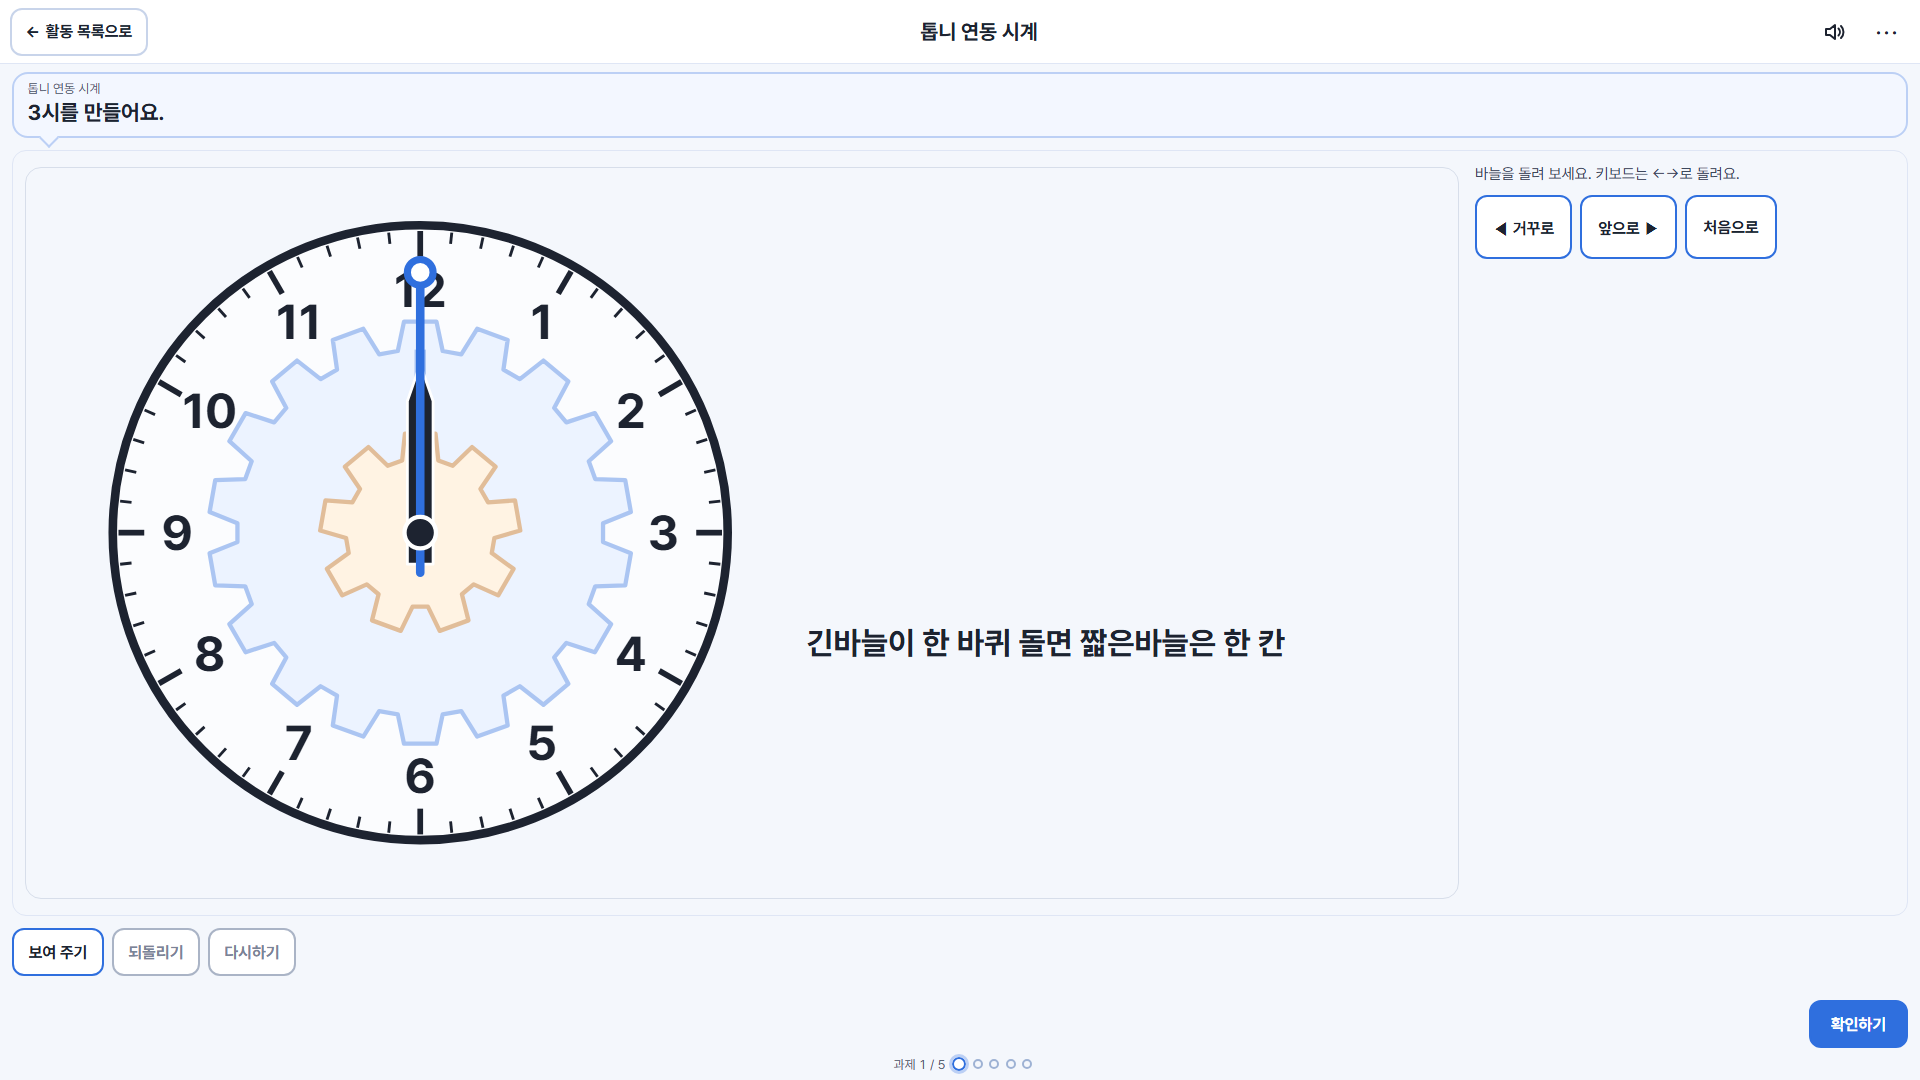 ← 활동 목록으로
톱니 연동 시계
톱니 연동 시계
3시를 만들어요.
바늘을 돌려 보세요. 키보드는 ←→로 돌려요.
◀ 거꾸로
앞으로 ▶
처음으로
12
1
2
3
4
5
6
7
8
9
10
11
긴바늘이 한 바퀴 돌면 짧은바늘은 한 칸
보여 주기
되돌리기
다시하기
확인하기
과제 1 / 5